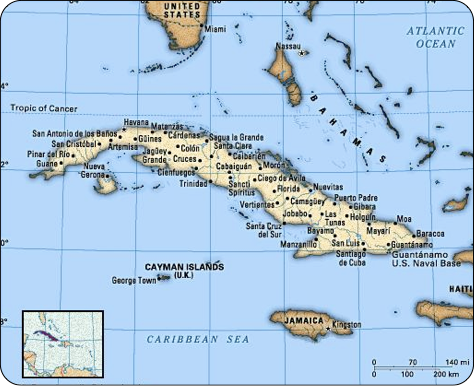 UNITED
STATES
Miami
ATLANTIC
OCEAN
Nassau
BAHAMAS
Tropic of Cancer
Havana
Matanzas
San Antonio de los Baños
Cárdenas
Sagua la Grande
San Cristóbal
Güines
Santa Clara
Artemisa
Colón
Caibarién
Pinar del Río
Jagüey
Grande
Cruces
Cabaiguán
Morón
Guane
Nueva
Gerona
Cienfuegos
Ciego de Ávila
Trinidad
Sancti
Spíritus
Florida
Nuevitas
Vertientes
Camagüey
Puerto Padre
Gibara
Jobabo
Las
Tunas
Holguín
Moa
Santa Cruz
del Sur
Bayamo
Mayarí
Baracoa
Manzanillo
San Luis
Guantánamo
Santiago
de Cuba
Guantánamo
U.S. Naval Base
CAYMAN ISLANDS
(U.K.)
George Town
HAITI
JAMAICA
Kingston
CARIBBEAN SEA
0 70 140 mi
0 100 200 km